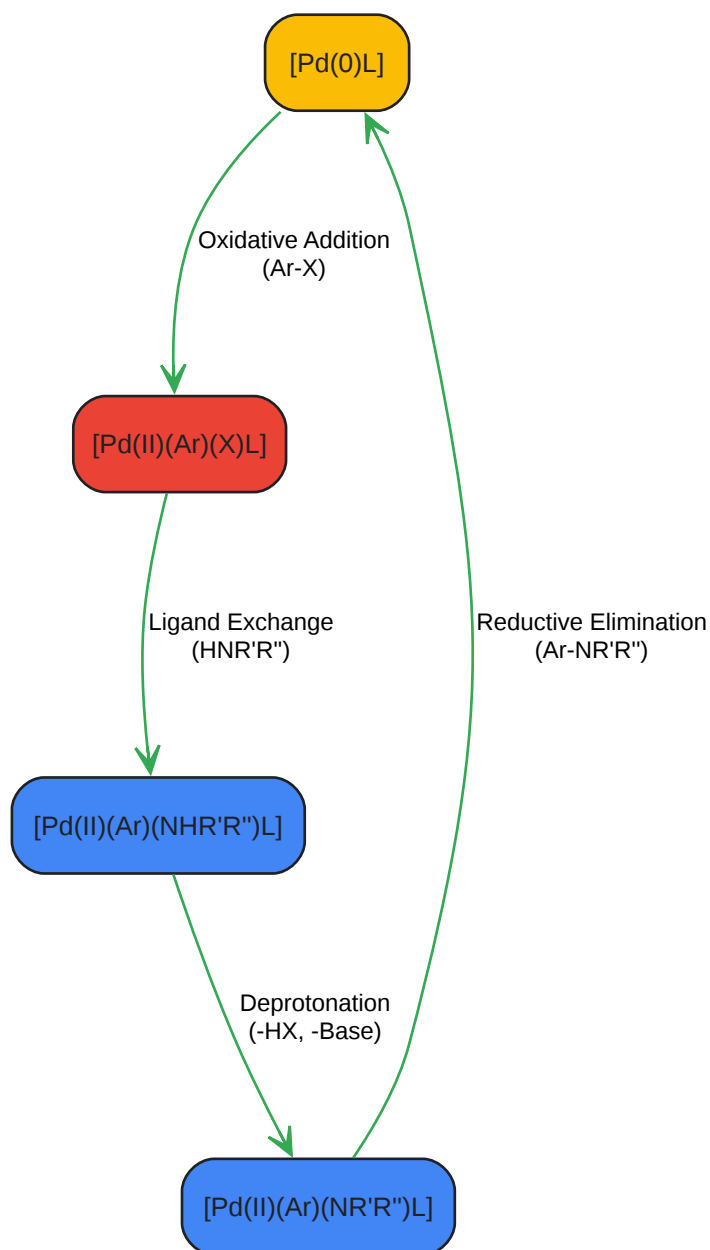 [Pd(0)L]
Oxidative Addition
(Ar-X)
[Pd(II)(Ar)(X)L]
Ligand Exchange
(HNR'R'')
Reductive Elimination
(Ar-NR'R'')
[Pd(II)(Ar)(NHR'R'')L]
Deprotonation
(-HX, -Base)
[Pd(II)(Ar)(NR'R'')L]